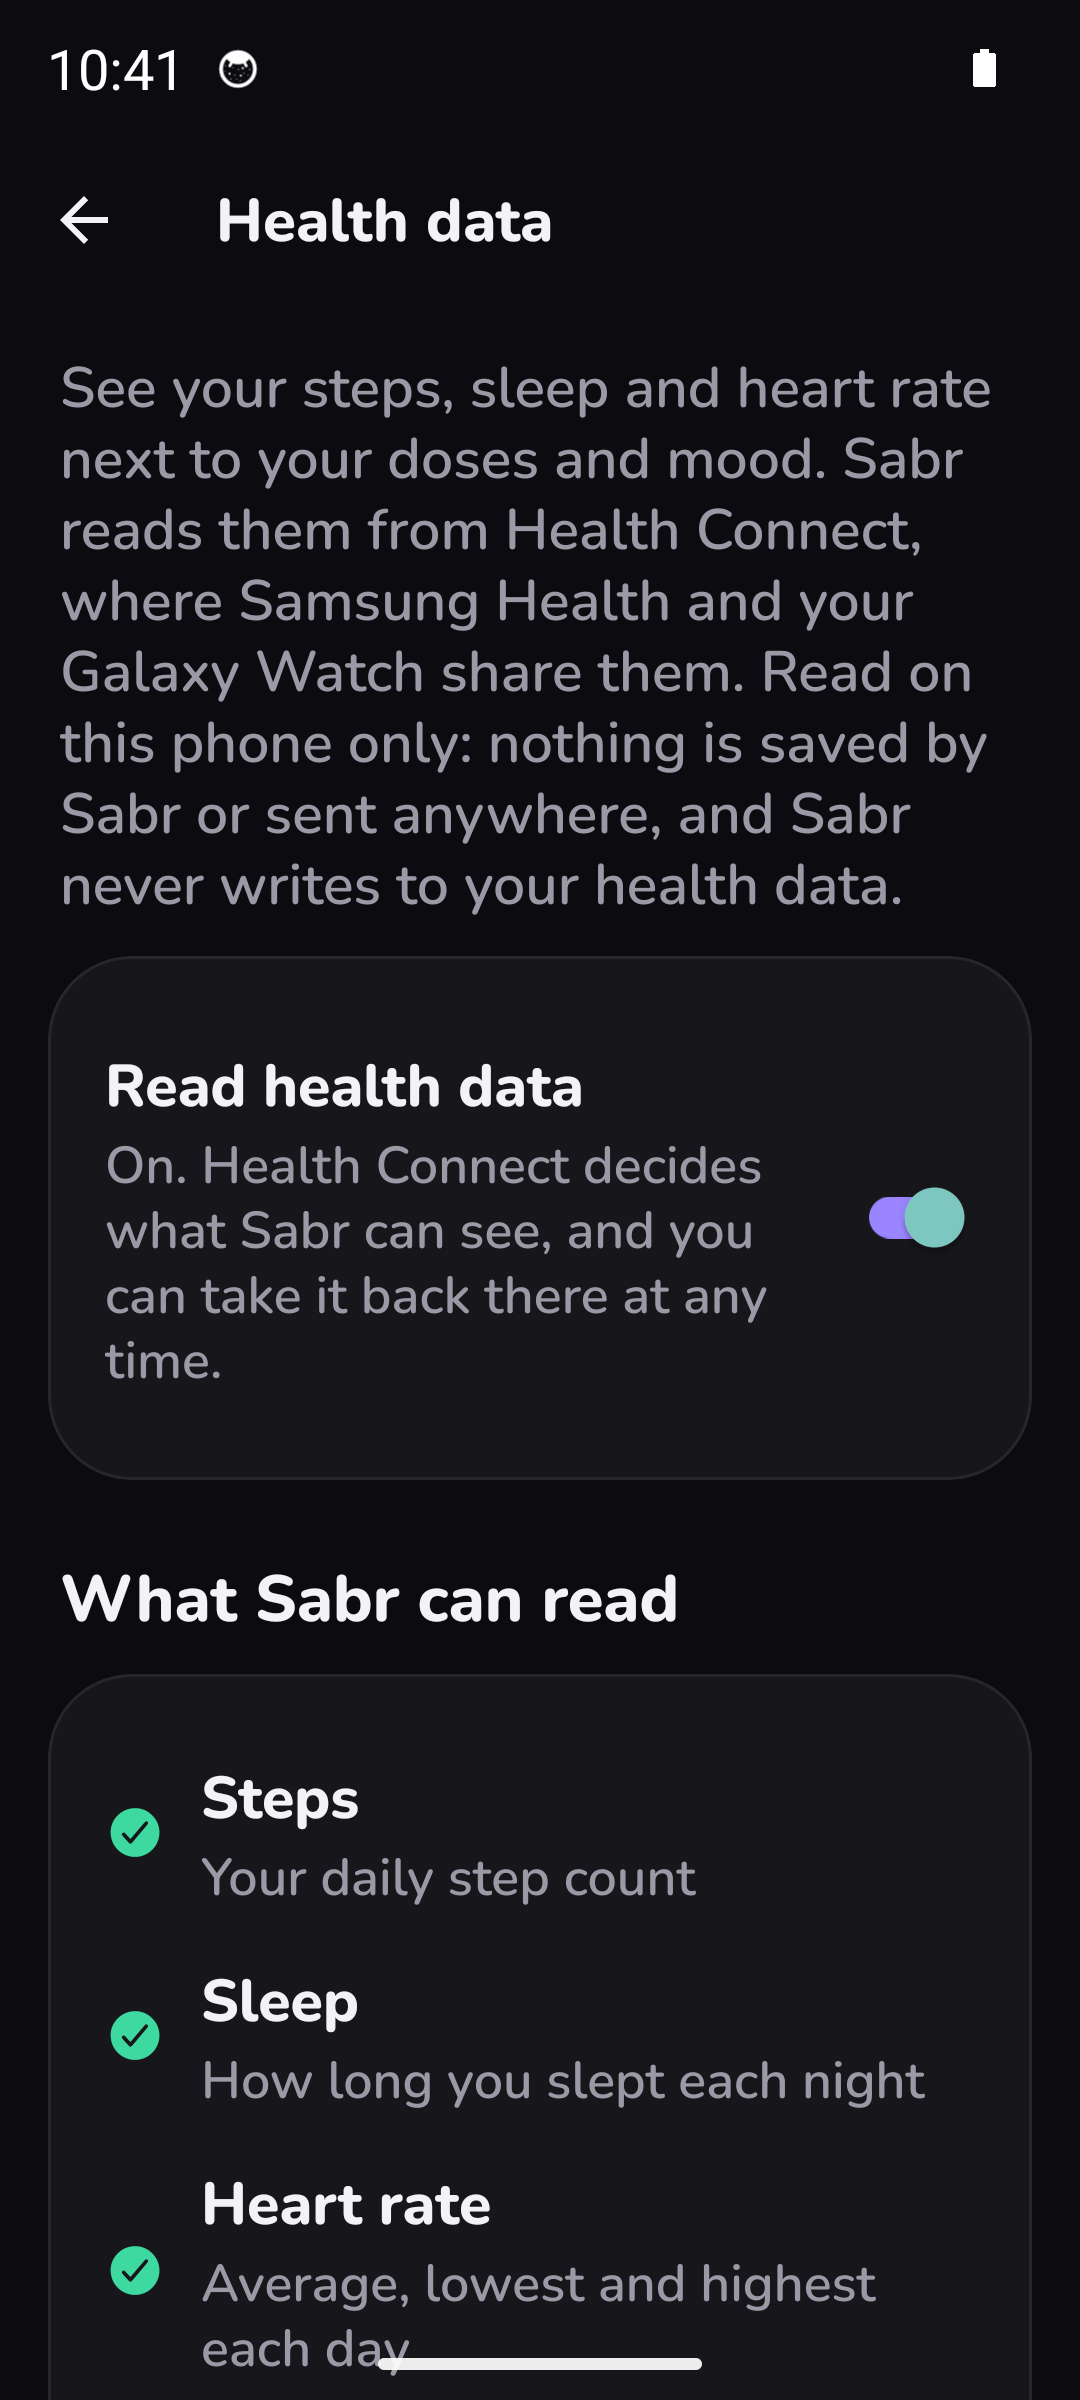 10:41
Health data
See your steps, sleep and heart rate
next to your doses and mood. Sabr
reads them from Health Connect,
where Samsung Health and your
Galaxy Watch share them. Read on
this phone only: nothing is saved by
Sabr or sent anywhere, and Sabr
never writes to your health data.
Read health data
On. Health Connect decides
what Sabr can see, and you
can take it back there at any
time.
What Sabr can read
Steps
Your daily step count
Sleep
How long you slept each night
Heart rate
Average, lowest and highest
each day